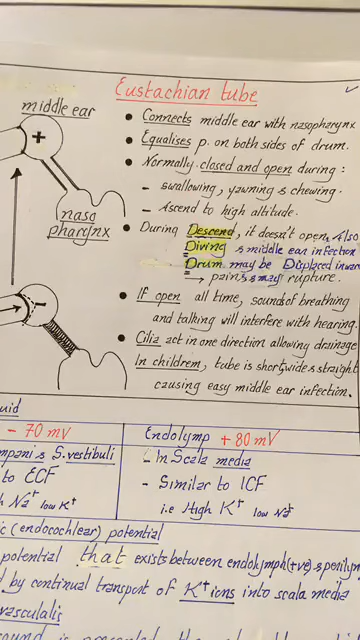 Eustachian tube
middle ear
+
naso
pharynx
-
• Connects middle ear with nasopharynx
• Equalises p. on both sides of drum.
• Normally closed and open during :
– swallowing, yawning & chewing.
– Ascend to high altitude.
• During Descend, it doesn't open, Also
Diving & middle ear infection
Drum may be Displaced inward
→ pain & may rupture.
• If open all time, sounds of breathing
and talking will interfere with hearing.
• Cilia act in one direction allowing drainage
In children, tube is short, wide & straight
causing easy middle ear infection.
– 70 mV
S. vestibuli
to ECF
Na⁺ low K⁺
Endolymp + 80 mV
– In Scala media
– Similar to ICF
i.e High K⁺ low Na⁺
(endocochlear) potential
potential that exists between endolymph (+ve) &
by continual transport of K⁺ ions into scala media
vascularis